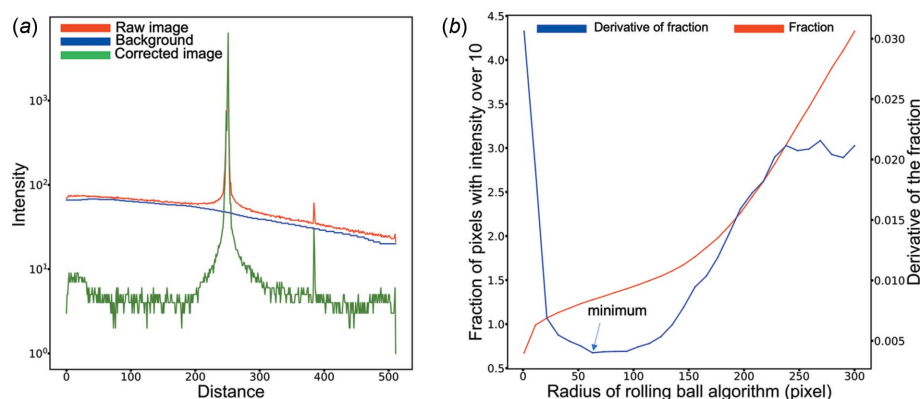 (a)
Raw image
Background
Corrected image
Intensity
10³
10²
10¹
10⁰
0 100 200 300 400 500
Distance
(b)
Derivative of fraction
Fraction
Fraction of pixels with intensity over 10
4.5
4.0
3.5
3.0
2.5
2.0
1.5
1.0
0.5
minimum
0 50 100 150 200 250 300
Radius of rolling ball algorithm (pixel)
0.030
0.025
0.020
0.015
0.010
0.005
Derivative of the fraction